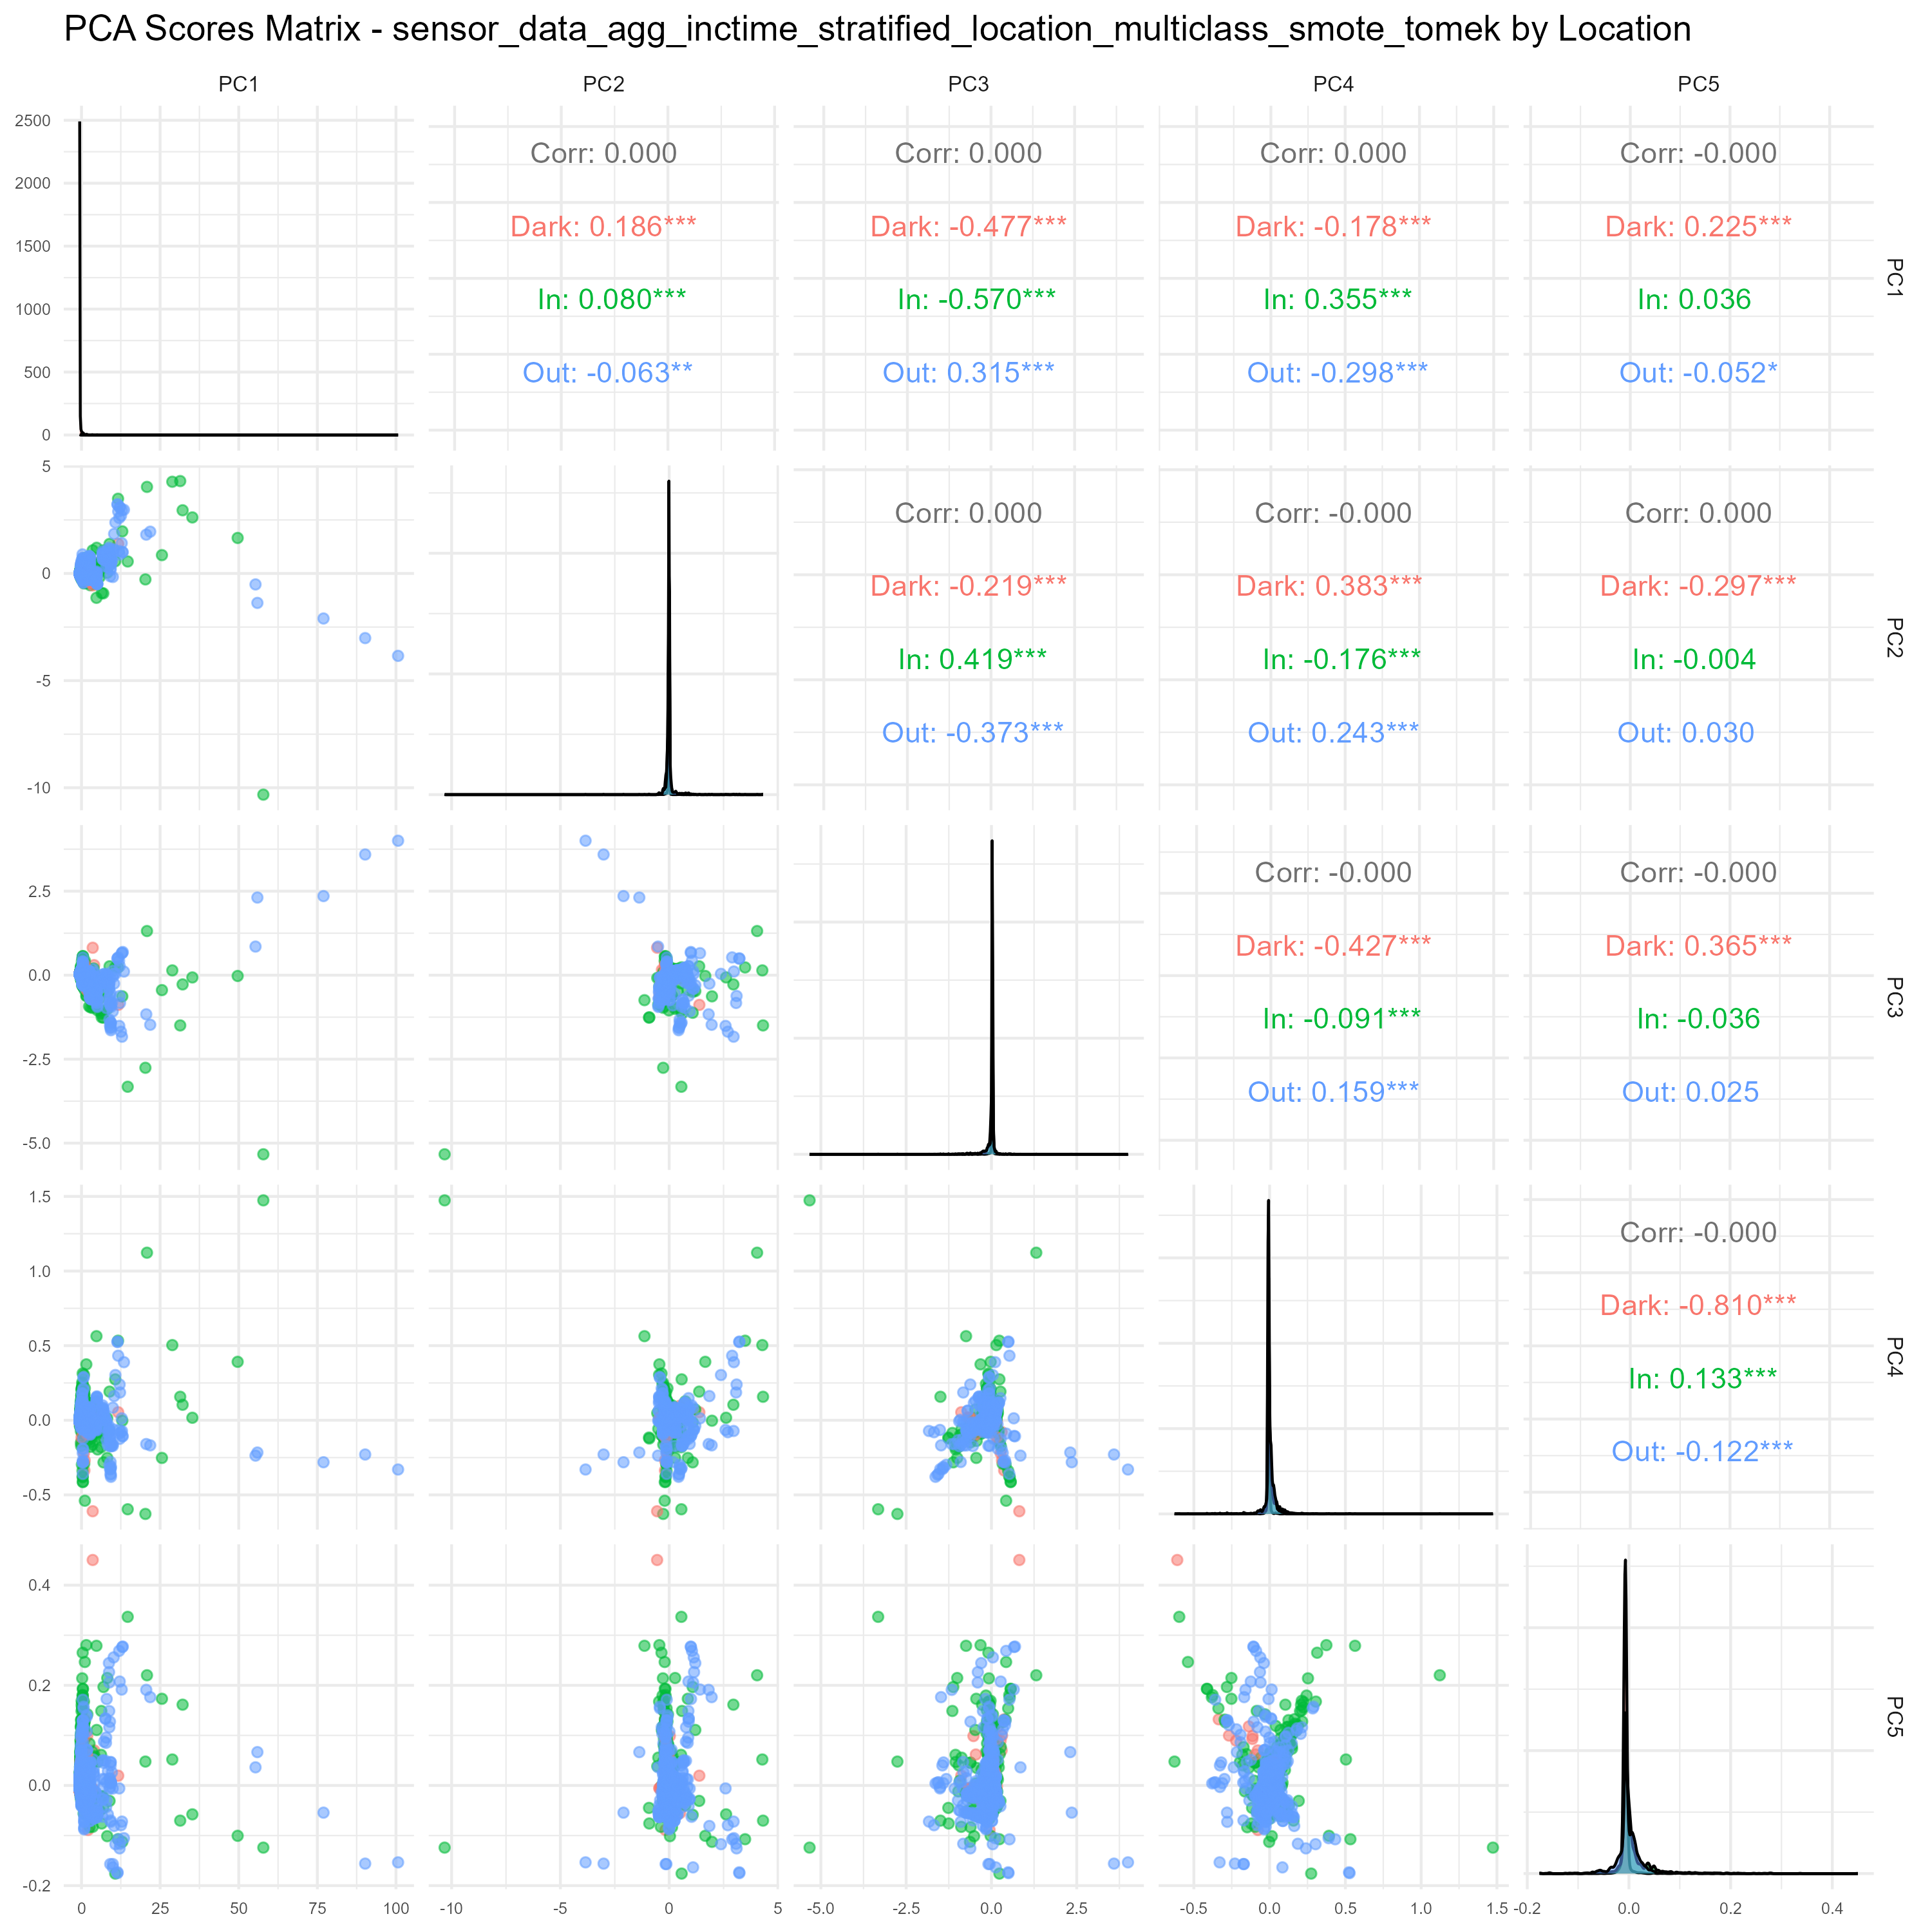 PCA Scores Matrix - sensor_data_agg_inctime_stratified_location_multiclass_smote_tomek by Location
PC1 PC2 PC3 PC4 PC5
2500
2000
1500
1000
500
0
Corr: 0.000
Dark: 0.186***
In: 0.080***
Out: -0.063**
Corr: 0.000
Dark: -0.477***
In: -0.570***
Out: 0.315***
Corr: 0.000
Dark: -0.178***
In: 0.355***
Out: -0.298***
Corr: -0.000
Dark: 0.225***
In: 0.036
Out: -0.052*
PC1
5
0
-5
-10
Corr: 0.000
Dark: -0.219***
In: 0.419***
Out: -0.373***
Corr: -0.000
Dark: 0.383***
In: -0.176***
Out: 0.243***
Corr: 0.000
Dark: -0.297***
In: -0.004
Out: 0.030
PC2
2.5
0.0
-2.5
-5.0
Corr: -0.000
Dark: -0.427***
In: -0.091***
Out: 0.159***
Corr: -0.000
Dark: 0.365***
In: -0.036
Out: 0.025
PC3
1.5
1.0
0.5
0.0
-0.5
Corr: -0.000
Dark: -0.810***
In: 0.133***
Out: -0.122***
PC4
0.4
0.2
0.0
-0.2
PC5
0 25 50 75 100
-10 -5 0 5
-5.0 -2.5 0.0 2.5
-0.5 0.0 0.5 1.0 1.5
-0.2 0.0 0.2 0.4